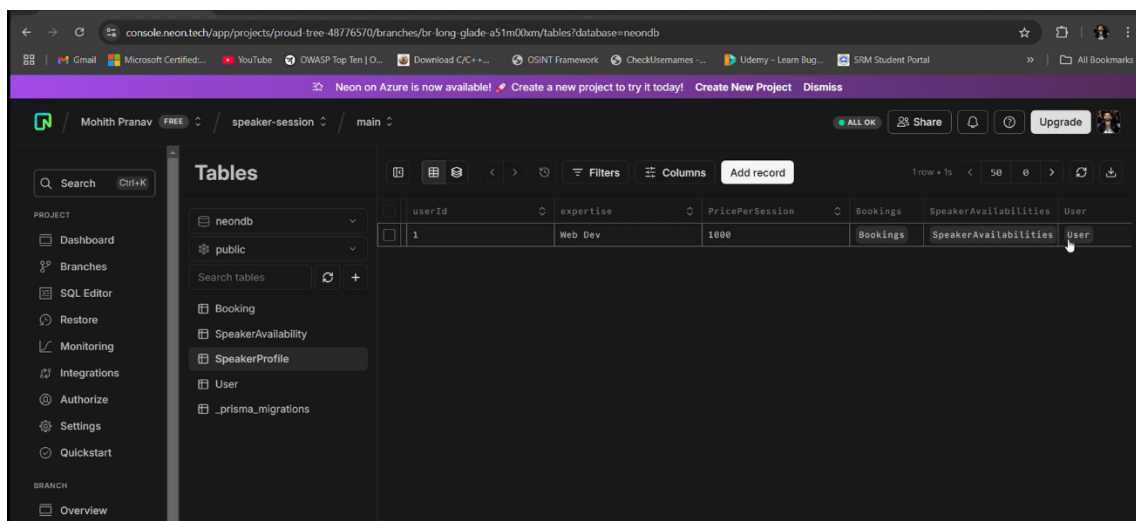 console.neon.tech/app/projects/proud-tree-48776570/branches/br-long-glade-a51m00xm/tables?database=neondb
Gmail Microsoft Certified:... YouTube OWASP Top Ten | O... Download C/C++... OSINT Framework CheckUsernames -... Udemy – Learn Bug... SRM Student Portal » All Bookmarks
Neon on Azure is now available! 🚀 Create a new project to try it today! Create New Project Dismiss
/ Mohith Pranav FREE / speaker-session / main ALL OK Share Upgrade
Search Ctrl+K
Tables
Filters Columns Add record 1 row • 1s 50 0
PROJECT
Dashboard
Branches
SQL Editor
Restore
Monitoring
Integrations
Authorize
Settings
Quickstart
BRANCH
Overview
neondb
public
Search tables
Booking
SpeakerAvailability
SpeakerProfile
User
_prisma_migrations
userId expertise PricePerSession Bookings SpeakerAvailabilities User
1 Web Dev 1000 Bookings SpeakerAvailabilities User